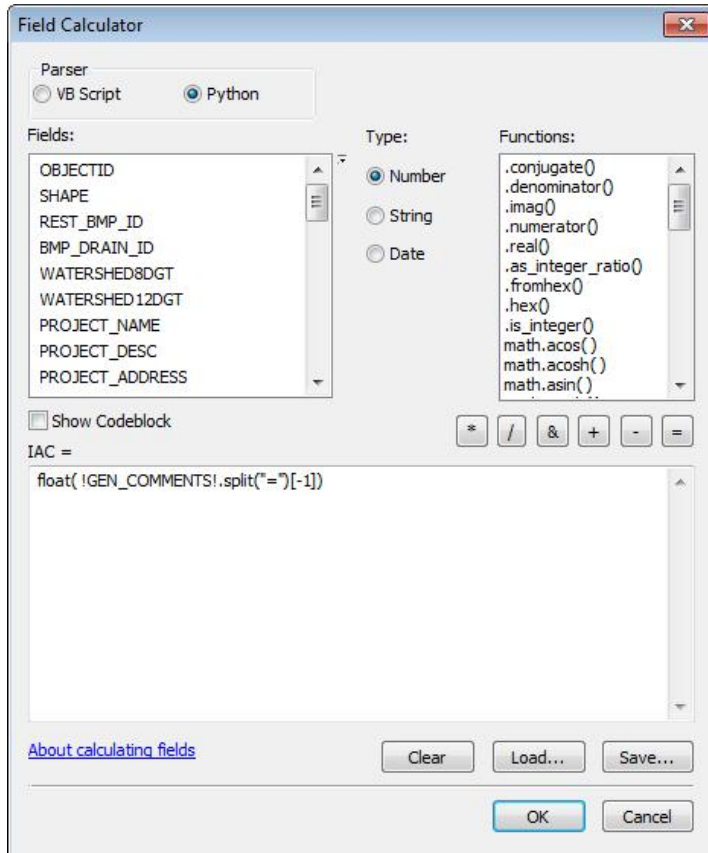 Field Calculator
Parser
VB Script
Python
Fields:
Type:
Functions:
OBJECTID
SHAPE
REST_BMP_ID
BMP_DRAIN_ID
WATERSHED8DGT
WATERSHED12DGT
PROJECT_NAME
PROJECT_DESC
PROJECT_ADDRESS
Number
String
Date
.conjugate()
.denominator()
.imag()
.numerator()
.real()
.as_integer_ratio()
.fromhex()
.hex()
.is_integer()
math.acos( )
math.acosh( )
math.asin( )
Show Codeblock
* / & + - =
IAC =
float( !GEN_COMMENTS!.split("=")[-1])
About calculating fields
Clear
Load...
Save...
OK
Cancel